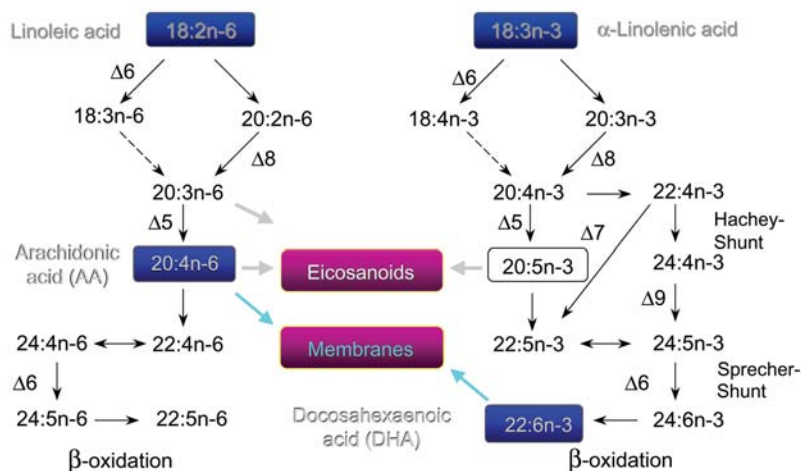 Linoleic acid
18:2n-6
18:3n-3
α-Linolenic acid
Δ6
Δ6
18:3n-6
20:2n-6
18:4n-3
20:3n-3
Δ8
Δ8
20:3n-6
20:4n-3
22:4n-3
Δ5
Δ5
Δ7
Hachey-
Shunt
Arachidonic
acid (AA)
20:4n-6
Eicosanoids
20:5n-3
24:4n-3
Δ9
24:4n-6
22:4n-6
Membranes
22:5n-3
24:5n-3
Δ6
Δ6
Sprecher-
Shunt
24:5n-6
22:5n-6
Docosahexaenoic
acid (DHA)
22:6n-3
24:6n-3
β-oxidation
β-oxidation